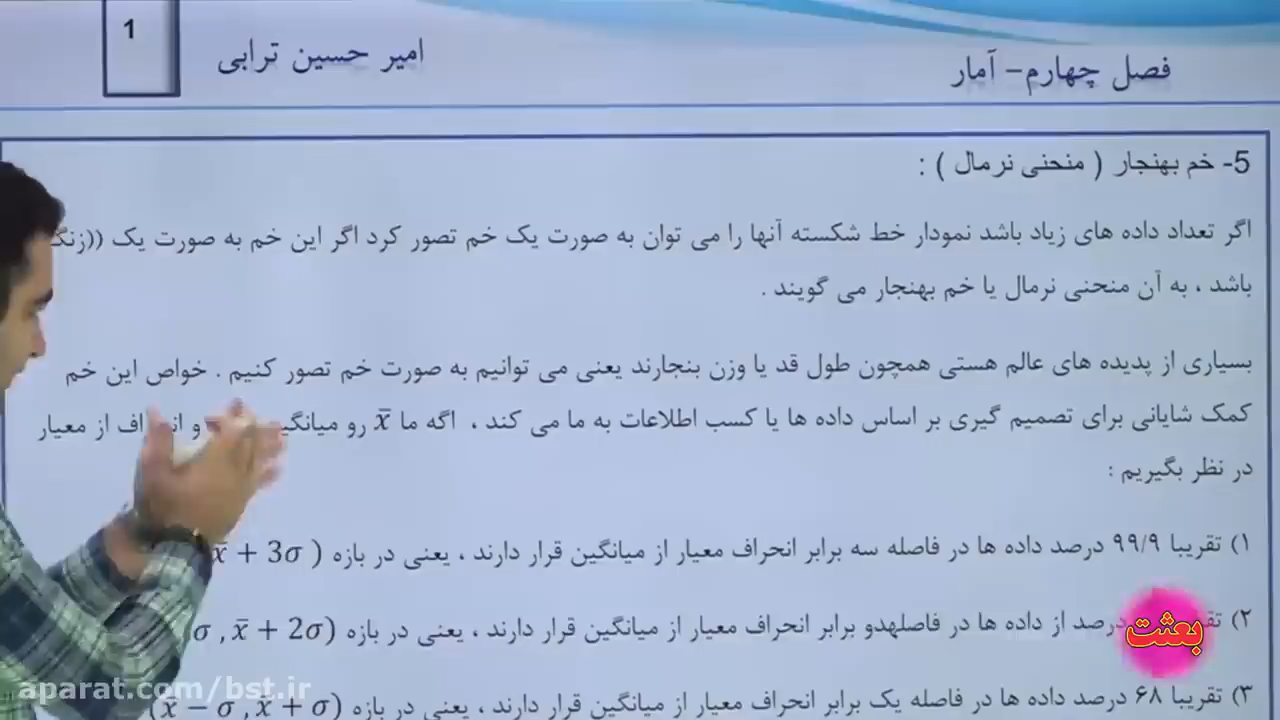 1
امیر حسین ترابی
فصل چهارم– آمار
5- خم بهنجار ( منحنی نرمال ) :
اگر تعداد داده های زیاد باشد نمودار خط شکسته آنها را می توان به صورت یک خم تصور کرد اگر این خم به صورت یک ((زنگ
باشد ، به آن منحنی نرمال یا خم بهنجار می گویند .
بسیاری از پدیده های عالم هستی همچون طول قد یا وزن بنجارند یعنی می توانیم به صورت خم تصور کنیم . خواص این خم
کمک شایانی برای تصمیم گیری بر اساس داده ها یا کسب اطلاعات به ما می کند ، اگه ما x̄ رو میانگین و انحراف از معیار
در نظر بگیریم :
۱) تقریبا ۹۹/۹ درصد داده ها در فاصله سه برابر انحراف معیار از میانگین قرار دارند ، یعنی در بازه ( x̄ + 3σ
۲) درصد از داده ها در فاصلهدو برابر انحراف معیار از میانگین قرار دارند ، یعنی در بازه (σ , x̄ + 2σ)
۳) تقریبا ۶۸ درصد داده ها در فاصله یک برابر انحراف معیار از میانگین قرار دارند ، یعنی در بازه (x̄ − σ , x̄ + σ)
بعثت
aparat.com/bst.ir